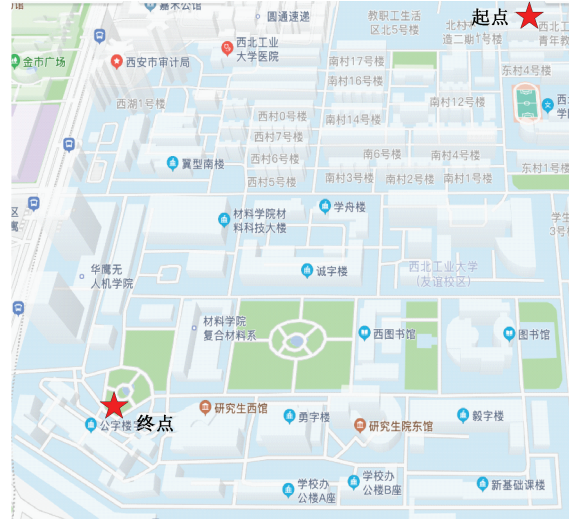 嘉木公馆
圆通速递
教职工生活
区北5号楼
北村
造二期1号楼
起点
西北工
青年教
公馆
金市广场
西安市审计局
西北工业
大学医院
南村17号楼
东村4号楼
西湖1号楼
南村16号楼
南村12号楼
西北
学
西村0号楼
南村14号楼
西村7号楼
翼型南楼
西村6号楼
南6号楼
南村4号楼
西村5号楼
南村3号楼
南村2号楼
南村1号楼
东村1号楼
区
寓
材料学院材
料科技大楼
学舟楼
学生
3号
华鹰无
人机学院
诚字楼
西北工业大学
(友谊校区)
材料学院
复合材料系
西图书馆
图书馆
公字楼
终点
研究生西馆
勇字楼
研究生院东馆
毅字楼
学校办
公楼A座
学校办
公楼B座
新基础课楼